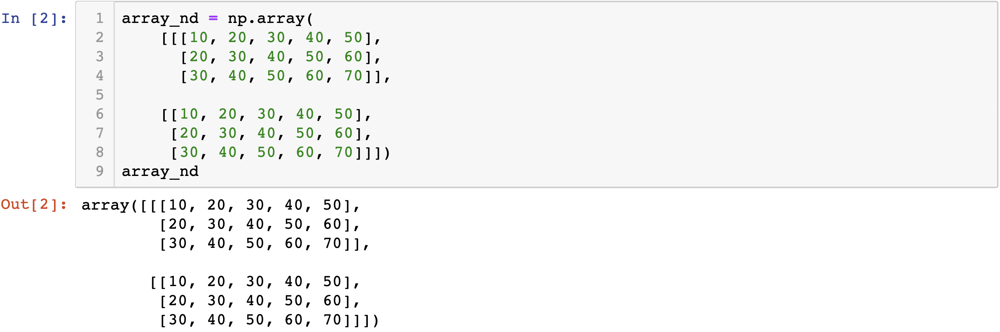 In [2]:
1 array_nd = np.array(
2     [[[10, 20, 30, 40, 50],
3       [20, 30, 40, 50, 60],
4       [30, 40, 50, 60, 70]],
5
6     [[10, 20, 30, 40, 50],
7      [20, 30, 40, 50, 60],
8      [30, 40, 50, 60, 70]]])
9 array_nd
Out[2]: array([[[10, 20, 30, 40, 50],
        [20, 30, 40, 50, 60],
        [30, 40, 50, 60, 70]],
       [[10, 20, 30, 40, 50],
        [20, 30, 40, 50, 60],
        [30, 40, 50, 60, 70]]])